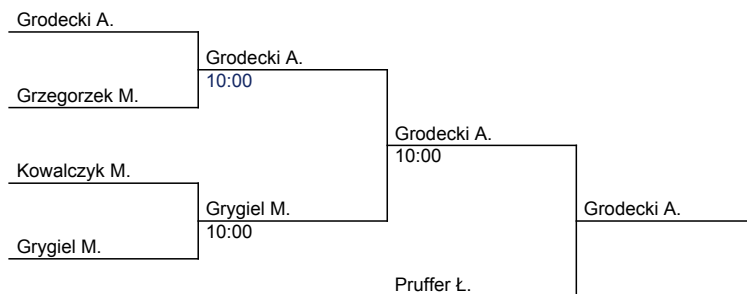 Grodecki A.
Grodecki A.
10:00
Grzegorzek M.
Grodecki A.
10:00
Kowalczyk M.
Grygiel M.
10:00
Grodecki A.
Grygiel M.
Pruffer Ł.